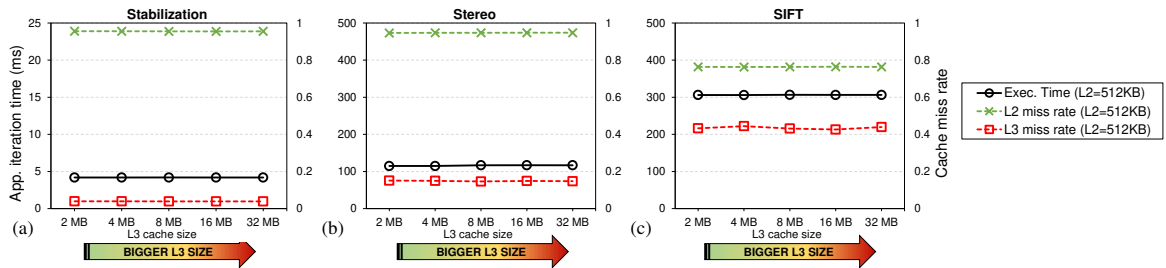 Stabilization
App. iteration time (ms)
25
20
15
10
5
0
1
0.8
0.6
0.4
0.2
0
2 MB 4 MB 8 MB 16 MB 32 MB
L3 cache size
(a)
BIGGER L3 SIZE
Stereo
500
400
300
200
100
0
1
0.8
0.6
0.4
0.2
0
2 MB 4 MB 8 MB 16 MB 32 MB
L3 cache size
(b)
BIGGER L3 SIZE
SIFT
500
400
300
200
100
0
1
0.8
0.6
0.4
0.2
0
Cache miss rate
2 MB 4 MB 8 MB 16 MB 32 MB
L3 cache size
(c)
BIGGER L3 SIZE
Exec. Time (L2=512KB)
L2 miss rate (L2=512KB)
L3 miss rate (L2=512KB)